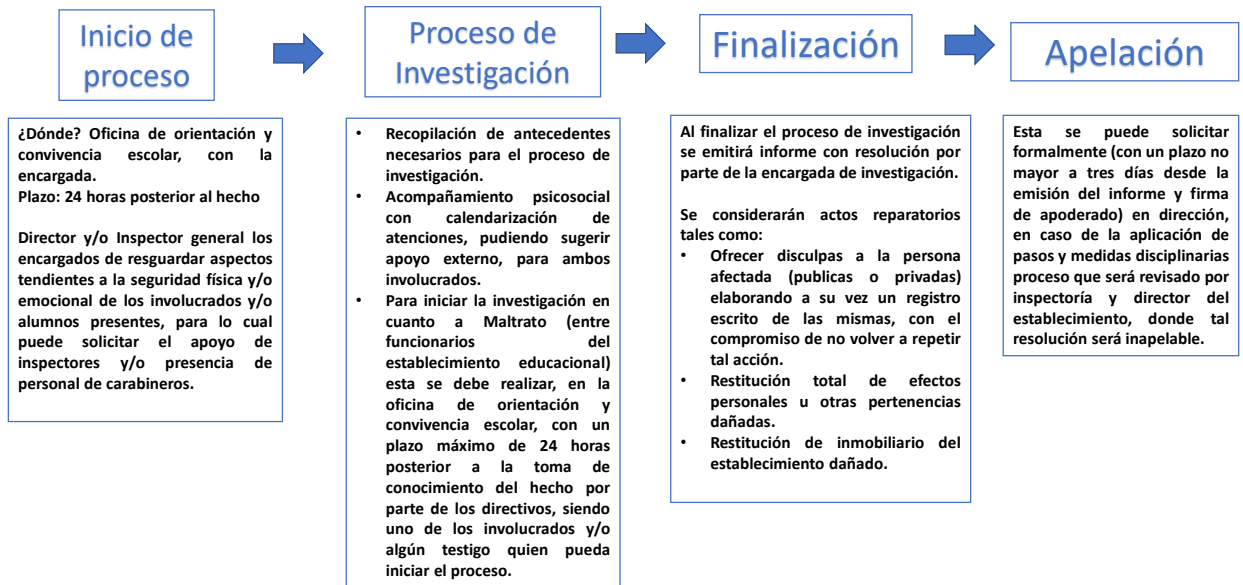 Inicio de
proceso
Proceso de
Investigación
Finalización
Apelación
¿Dónde? Oficina de orientación y
convivencia escolar, con la
encargada.
Plazo: 24 horas posterior al hecho
Director y/o Inspector general los
encargados de resguardar aspectos
tendientes a la seguridad física y/o
emocional de los involucrados y/o
alumnos presentes, para lo cual
puede solicitar el apoyo de
inspectores y/o presencia de
personal de carabineros.
• Recopilación de antecedentes
necesarios para el proceso de
investigación.
• Acompañamiento psicosocial
con calendarización de
atenciones, pudiendo sugerir
apoyo externo, para ambos
involucrados.
• Para iniciar la investigación en
cuanto a Maltrato (entre
funcionarios del
establecimiento educacional)
esta se debe realizar, en la
oficina de orientación y
convivencia escolar, con un
plazo máximo de 24 horas
posterior a la toma de
conocimiento del hecho por
parte de los directivos, siendo
uno de los involucrados y/o
algún testigo quien pueda
iniciar el proceso.
Al finalizar el proceso de investigación
se emitirá informe con resolución por
parte de la encargada de investigación.
Se considerarán actos reparatorios
tales como:
• Ofrecer disculpas a la persona
afectada (publicas o privadas)
elaborando a su vez un registro
escrito de las mismas, con el
compromiso de no volver a repetir
tal acción.
• Restitución total de efectos
personales u otras pertenencias
dañadas.
• Restitución de inmobiliario del
establecimiento dañado.
Esta se puede solicitar
formalmente (con un plazo no
mayor a tres días desde la
emisión del informe y firma
de apoderado) en dirección,
en caso de la aplicación de
pasos y medidas disciplinarias
proceso que será revisado por
inspectoría y director del
establecimiento, donde tal
resolución será inapelable.